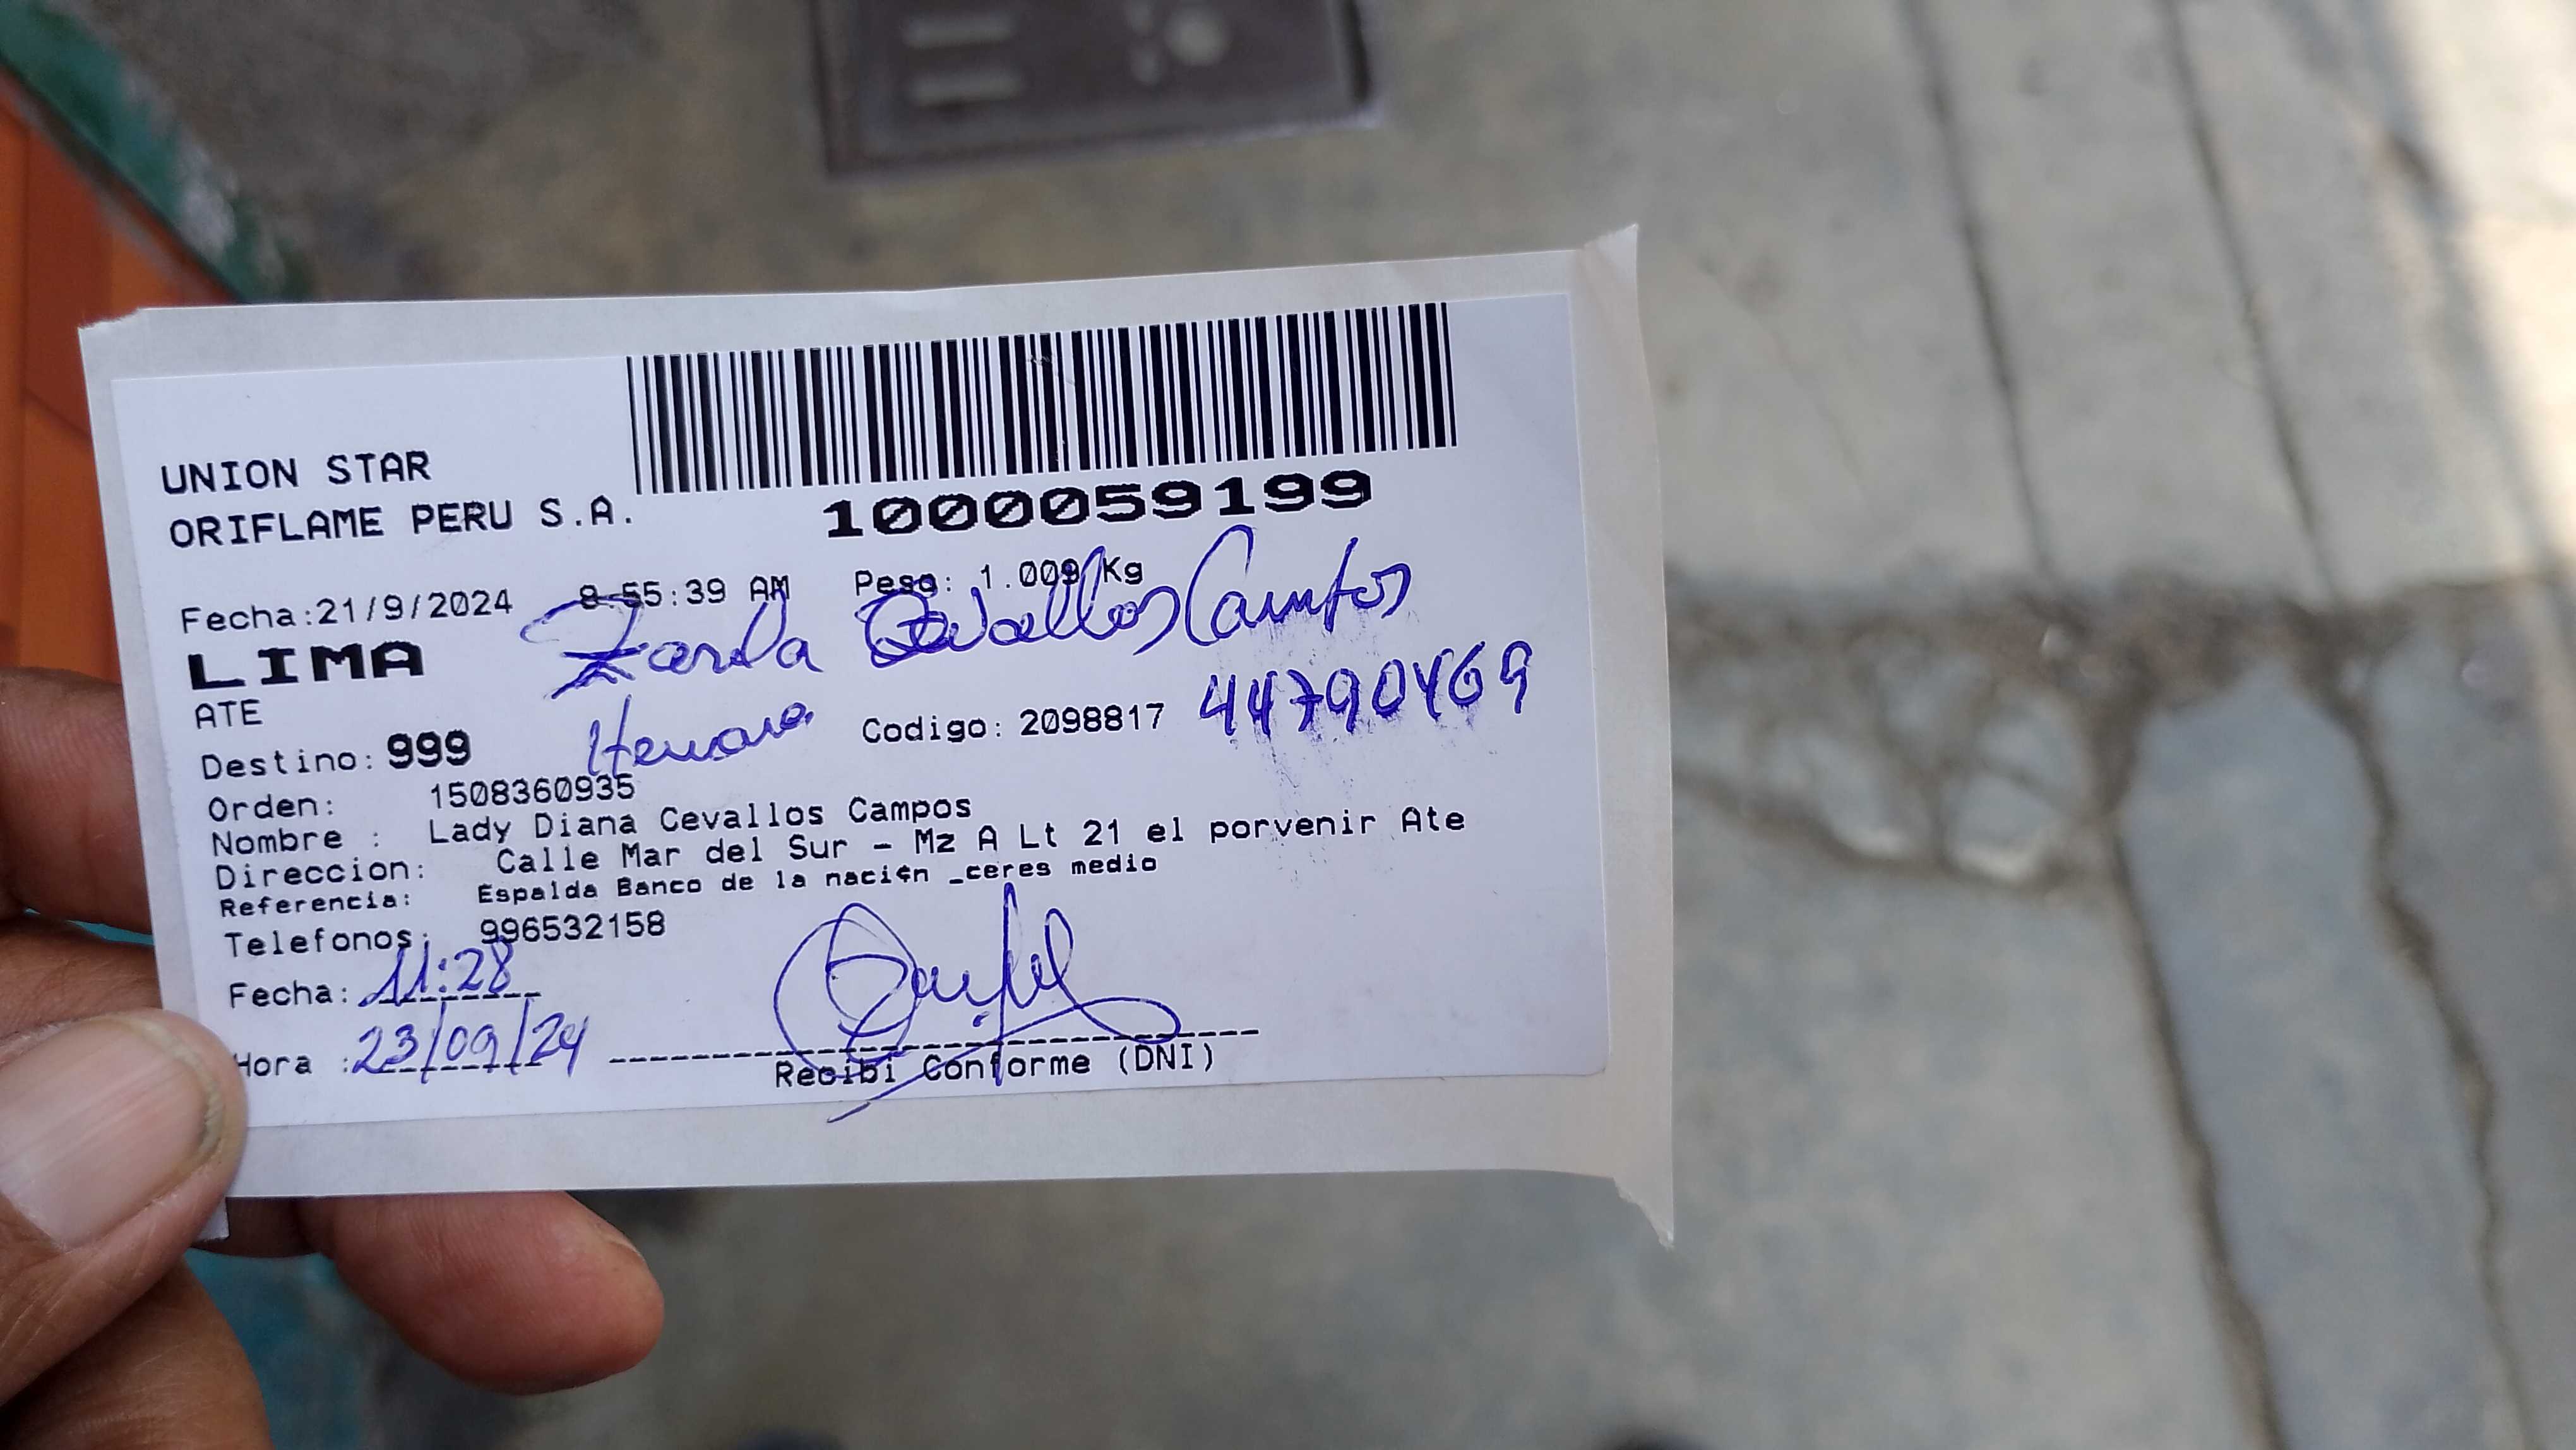 UNION STAR
ORIFLAME PERU S.A.
1000059199
Fecha:21/9/2024 8:55:39 AM Peso: 1.009 Kg
Cevallos Campos
LIMA
ATE
44790469
Destino: 999 Hermana Codigo: 2098817
Orden: 1508360935
Nombre : Lady Diana Cevallos Campos
Direccion: Calle Mar del Sur - Mz A Lt 21 el porvenir Ate
Referencia: Espalda Banco de la naci¢n _ceres medio
Telefonos: 996532158
Fecha: 11:28
Hora : 23/09/24
Recibi Conforme (DNI)